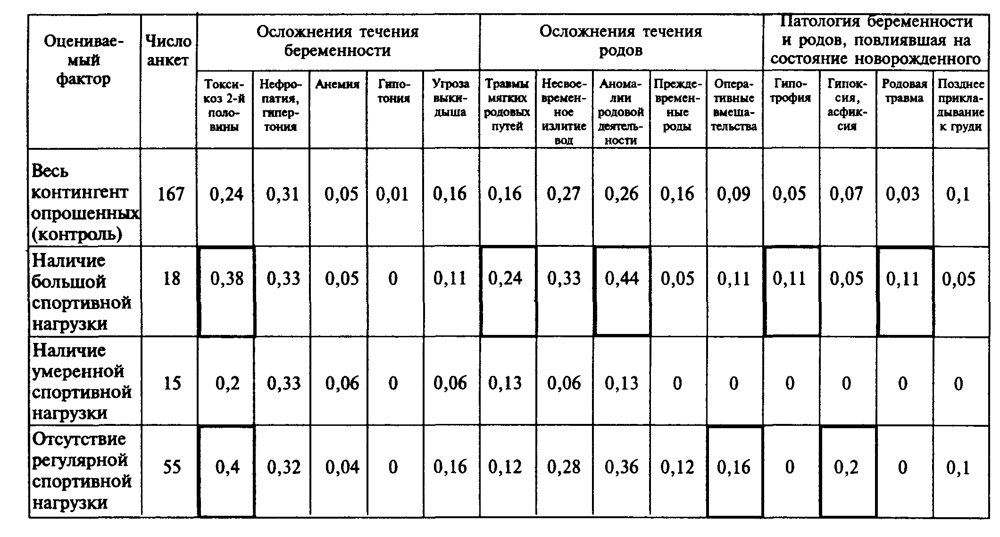 Оценивае-
мый
фактор
Число
анкет
Осложнения течения
беременности
Осложнения течения
родов
Патология беременности
и родов, повлиявшая на
состояние новорожденного
Токси-
коз 2-й
поло-
вины
Нефро-
патия,
гипер-
тония
Анемия
Гипо-
тония
Угроза
выки-
дыша
Травмы
мягких
родовых
путей
Несвое-
времен-
ное
излитие
вод
Анома-
лии
родовой
деятель-
ности
Прежде-
времен-
ные
роды
Опера-
тивные
вмеша-
тельства
Гипо-
трофия
Гипок-
сия,
асфик-
сия
Родовая
травма
Позднее
прикла-
дывание
к груди
Весь
контингент
опрошенных
(контроль)
167 0,24 0,31 0,05 0,01 0,16 0,16 0,27 0,26 0,16 0,09 0,05 0,07 0,03 0,1
Наличие
большой
спортивной
нагрузки
18 0,38 0,33 0,05 0 0,11 0,24 0,33 0,44 0,05 0,11 0,11 0,05 0,11 0,05
Наличие
умеренной
спортивной
нагрузки
15 0,2 0,33 0,06 0 0,06 0,13 0,06 0,13 0 0 0 0 0 0
Отсутствие
регулярной
спортивной
нагрузки
55 0,4 0,32 0,04 0 0,16 0,12 0,28 0,36 0,12 0,16 0 0,2 0 0,1